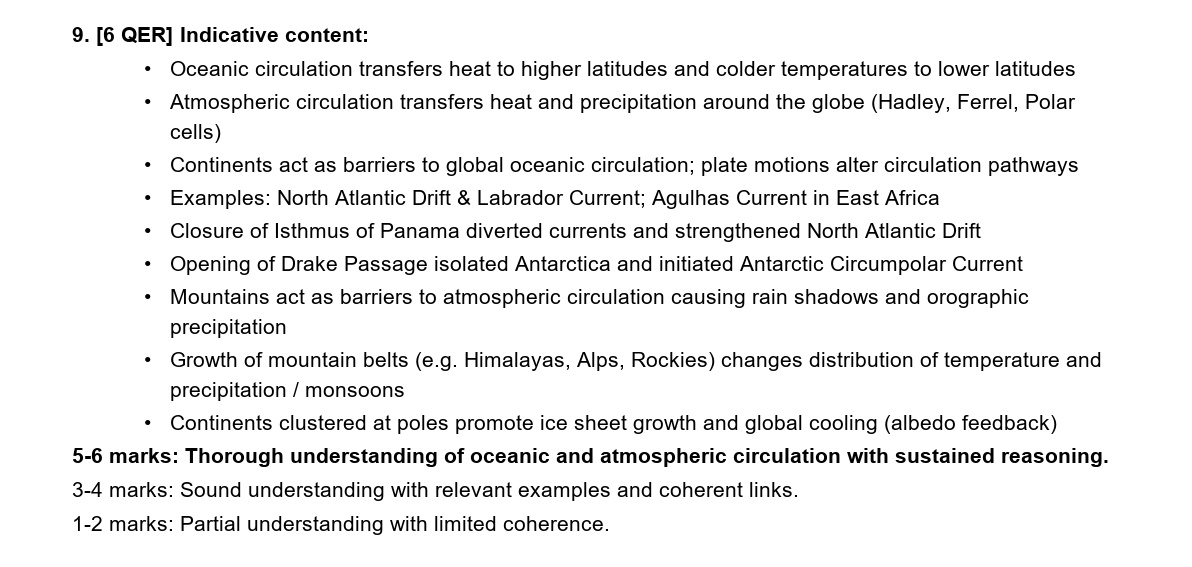 9. [6 QER] Indicative content:
• Oceanic circulation transfers heat to higher latitudes and colder temperatures to lower latitudes
• Atmospheric circulation transfers heat and precipitation around the globe (Hadley, Ferrel, Polar
cells)
• Continents act as barriers to global oceanic circulation; plate motions alter circulation pathways
• Examples: North Atlantic Drift & Labrador Current; Agulhas Current in East Africa
• Closure of Isthmus of Panama diverted currents and strengthened North Atlantic Drift
• Opening of Drake Passage isolated Antarctica and initiated Antarctic Circumpolar Current
• Mountains act as barriers to atmospheric circulation causing rain shadows and orographic
precipitation
• Growth of mountain belts (e.g. Himalayas, Alps, Rockies) changes distribution of temperature and
precipitation / monsoons
• Continents clustered at poles promote ice sheet growth and global cooling (albedo feedback)
5-6 marks: Thorough understanding of oceanic and atmospheric circulation with sustained reasoning.
3-4 marks: Sound understanding with relevant examples and coherent links.
1-2 marks: Partial understanding with limited coherence.